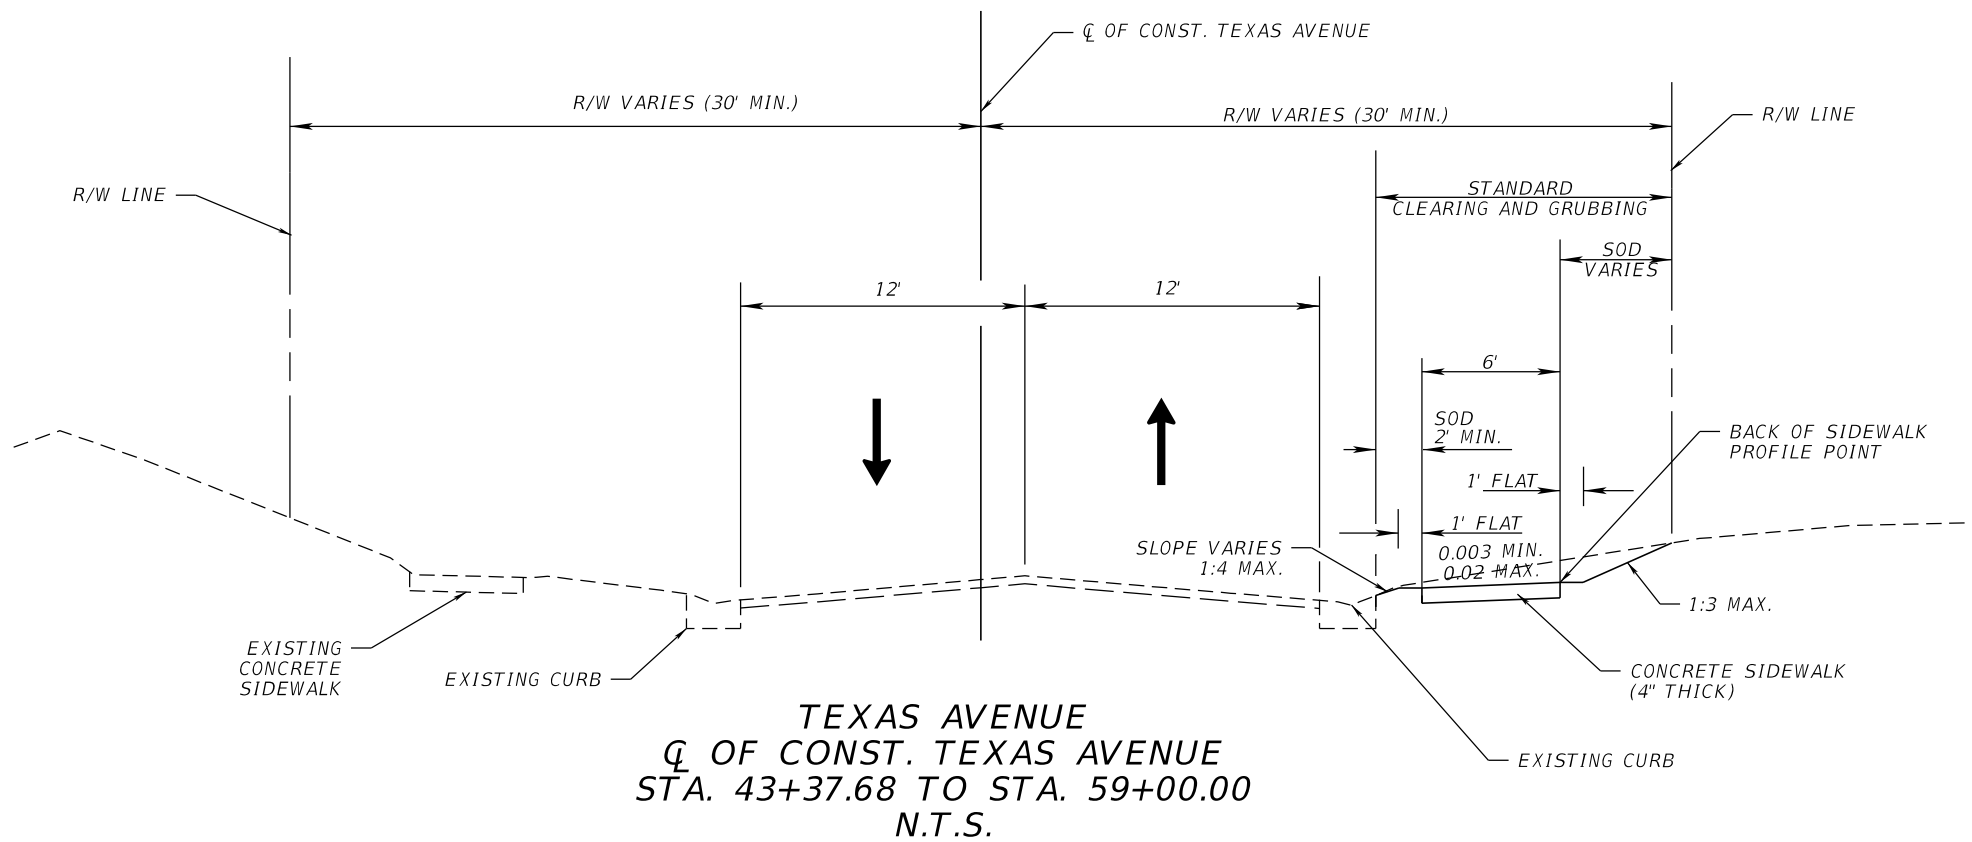 ℄ OF CONST. TEXAS AVENUE
R/W VARIES (30' MIN.)
R/W VARIES (30' MIN.)
R/W LINE
R/W LINE
STANDARD
CLEARING AND GRUBBING
SOD
VARIES
12'
12'
6'
SOD
2' MIN.
BACK OF SIDEWALK
PROFILE POINT
1' FLAT
1' FLAT
SLOPE VARIES
1:4 MAX.
0.003 MIN.
0.02 MAX.
1:3 MAX.
EXISTING
CONCRETE
SIDEWALK
EXISTING CURB
CONCRETE SIDEWALK
(4" THICK)
EXISTING CURB
TEXAS AVENUE
℄ OF CONST. TEXAS AVENUE
STA. 43+37.68 TO STA. 59+00.00
N.T.S.